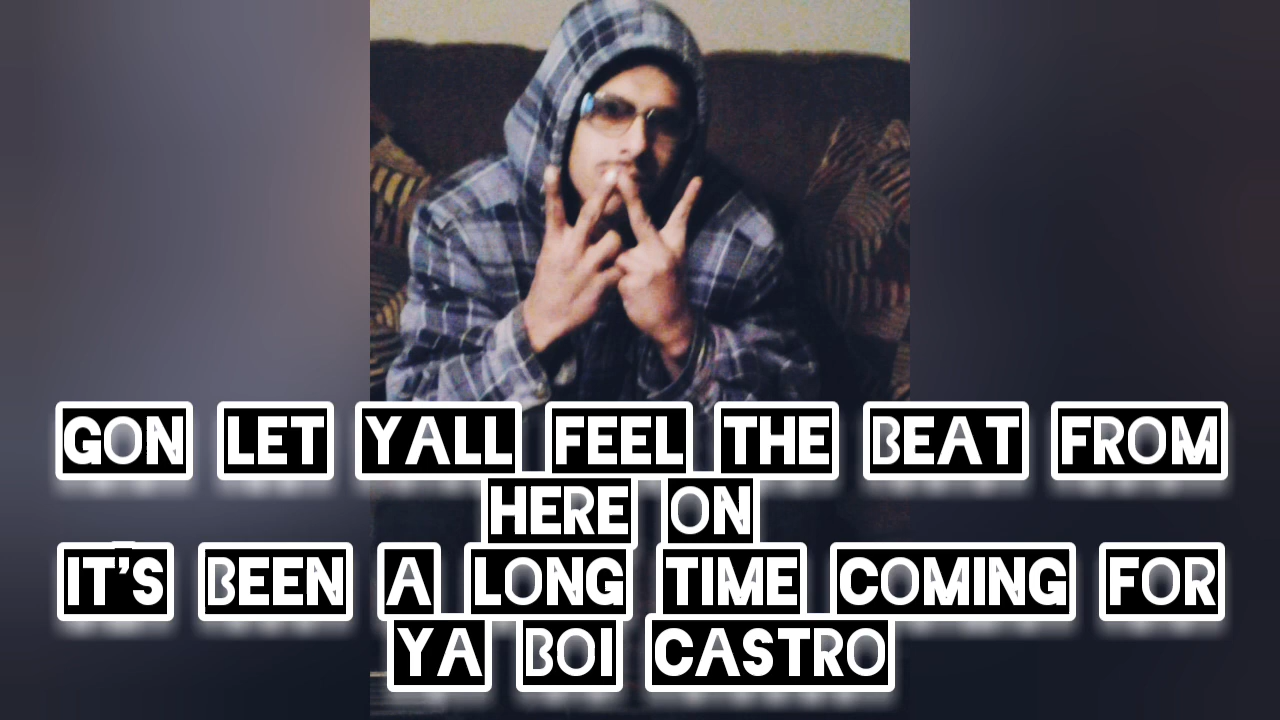 GON LET YALL FEEL THE BEAT FROM
HERE ON
IT'S BEEN A LONG TIME COMING FOR
YA BOI CASTRO